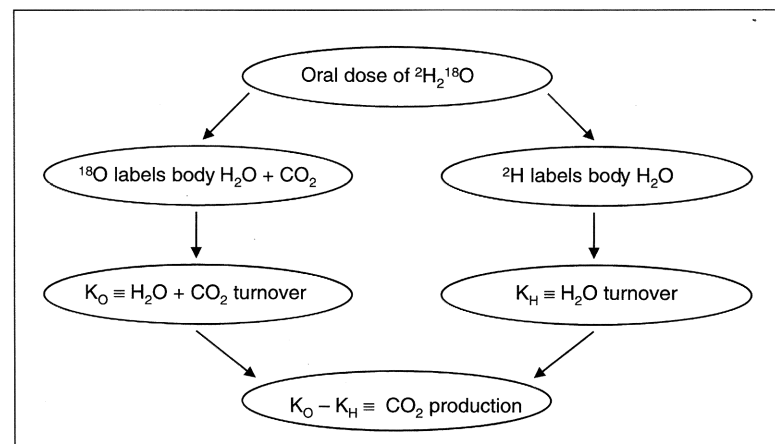 Oral dose of ²H₂¹⁸O
¹⁸O labels body H₂O + CO₂
²H labels body H₂O
K_O ≡ H₂O + CO₂ turnover
K_H ≡ H₂O turnover
K_O – K_H ≡ CO₂ production